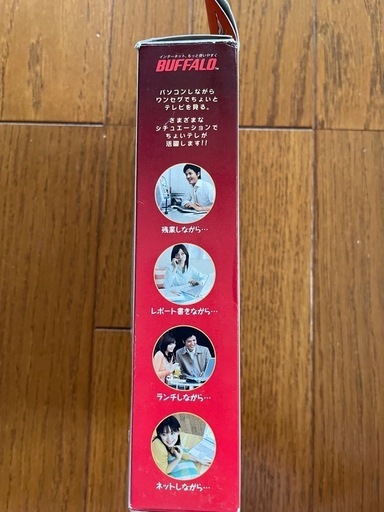 インターネット、もっと使いやすく
BUFFALO™
パソコンしながら
ワンセグでちょいと
テレビを見る。
さまざまな
シチュエーションで
ちょいテレが
活躍します!!
残業しながら…
レポート書きながら…
ランチしながら…
ネットしながら…